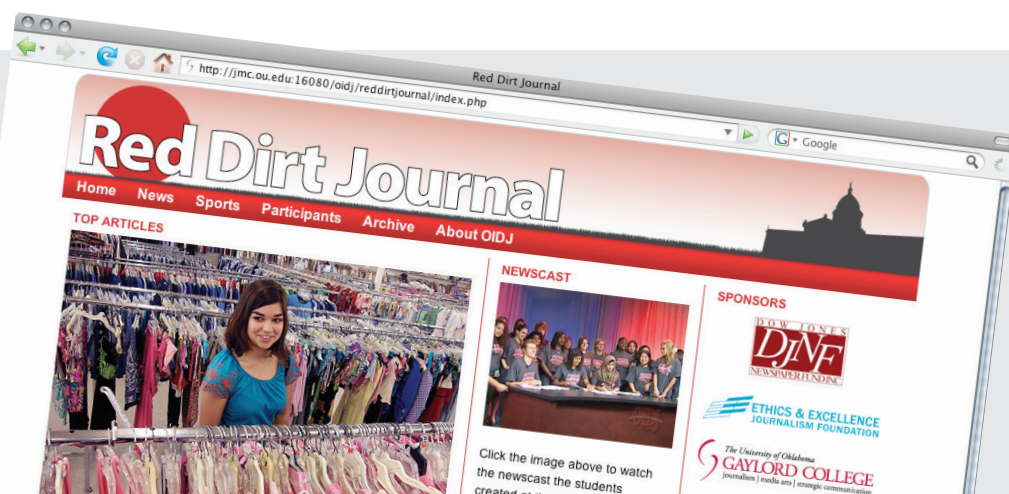 Red Dirt Journal
http://jmc.ou.edu:16080/oidj/reddirtjournal/index.php
Google
Red Dirt Journal
Home News Sports Participants Archive About OIDJ
TOP ARTICLES
NEWSCAST
Click the image above to watch
the newscast the students
created
SPONSORS
DOW JONES
DJNF
NEWSPAPER FUND INC
ETHICS & EXCELLENCE
JOURNALISM FOUNDATION
The University of Oklahoma
GAYLORD COLLEGE
journalism | media arts | strategic communication